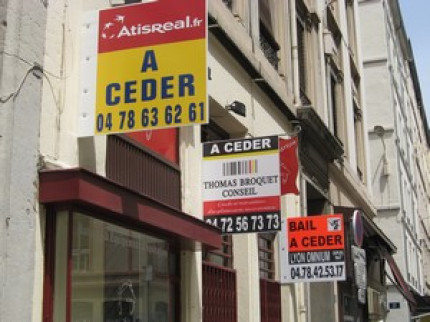 AtisReal.fr
A
CEDER
04 78 63 62 61
A CEDER
THOMAS BROQUET
CONSEIL
04 72 56 73 73
BAIL
A CEDER
LYON OMNIUM
04.78.42.53.17